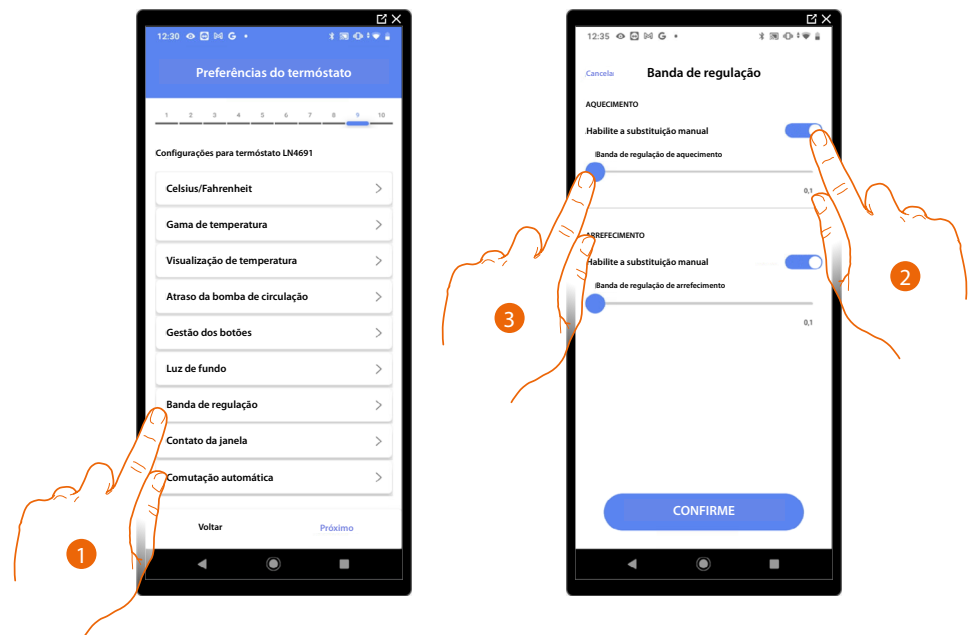 12:30 G
Preferências do termóstato
1 2 3 4 5 6 7 8 9 10
Configurações para termóstato LN4691
Celsius/Fahrenheit
Gama de temperatura
Visualização de temperatura
Atraso da bomba de circulação
Gestão dos botões
Luz de fundo
Banda de regulação
Contato da janela
Comutação automática
Voltar Próximo
1
12:35 G
Cancela Banda de regulação
AQUECIMENTO
Habilite a substituição manual
Banda de regulação de aquecimento
0,1
ARREFECIMENTO
Habilite a substituição manual
Banda de regulação de arrefecimento
0,1
CONFIRME
2
3